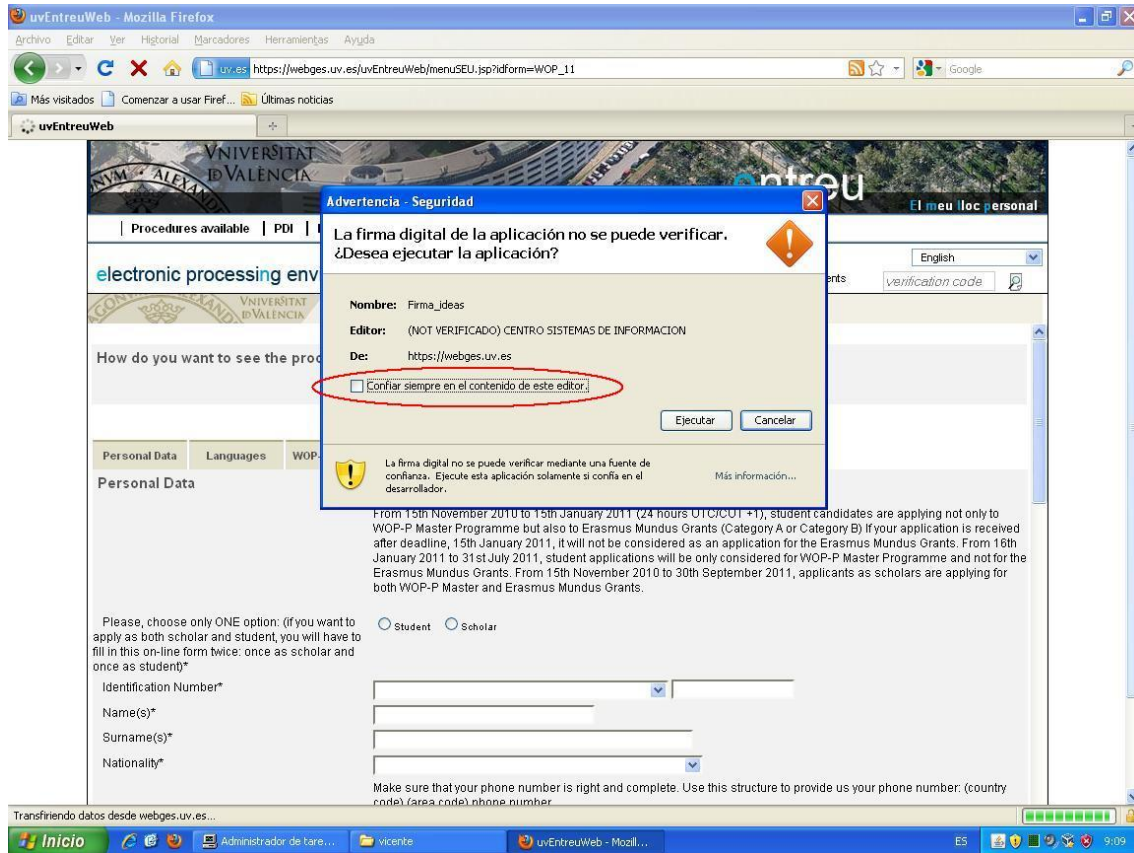 uvEntreuWeb - Mozilla Firefox
Archivo Editar Ver Historial Marcadores Herramientas Ayuda
uv.es https://webges.uv.es/uvEntreuWeb/menuSEU.jsp?idform=WOP_11 Google
Más visitados Comenzar a usar Firef... Últimas noticias
uvEntreuWeb
VNIVERSITAT
ID VALÈNCIA
entreu
El meu lloc personal
Procedures available | PDI |
English
electronic processing env
verification code
VNIVERSITAT
ID VALÈNCIA
How do you want to see the proc
Advertencia - Seguridad
La firma digital de la aplicación no se puede verificar.
¿Desea ejecutar la aplicación?
Nombre: Firma_ideas
Editor: (NOT VERIFICADO) CENTRO SISTEMAS DE INFORMACION
De: https://webges.uv.es
Confiar siempre en el contenido de este editor.
Ejecutar Cancelar
La firma digital no se puede verificar mediante una fuente de
confianza. Ejecute esta aplicación solamente si confía en el
desarrollador.
Más información...
Personal Data Languages WOP-
Personal Data
From 15th November 2010 to 15th January 2011 (24 hours UTC/CUT +1), student candidates are applying not only to
WOP-P Master Programme but also to Erasmus Mundus Grants (Category A or Category B) If your application is received
after deadline, 15th January 2011, it will not be considered as an application for the Erasmus Mundus Grants. From 16th
January 2011 to 31st July 2011, student applications will be only considered for WOP-P Master Programme and not for the
Erasmus Mundus Grants. From 15th November 2010 to 30th September 2011, applicants as scholars are applying for
both WOP-P Master and Erasmus Mundus Grants.
Please, choose only ONE option: (if you want to
apply as both scholar and student, you will have to
fill in this on-line form twice: once as scholar and
once as student)*
Student Scholar
Identification Number*
Name(s)*
Surname(s)*
Nationality*
Make sure that your phone number is right and complete. Use this structure to provide us your phone number: (country
code) (area code) phone number
Transfiriendo datos desde webges.uv.es...
Inicio Administrador de tare... vicente uvEntreuWeb - Mozill... ES 9:09